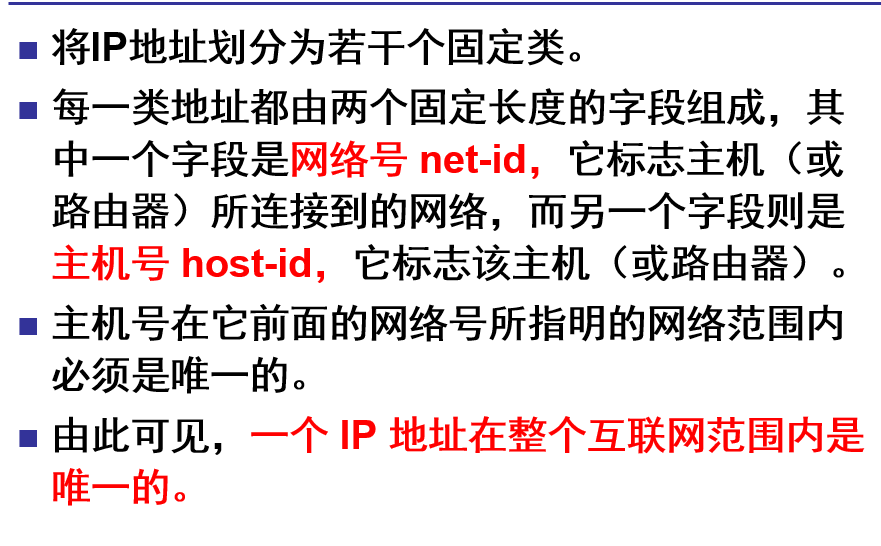 将IP地址划分为若干个固定类。
每一类地址都由两个固定长度的字段组成，其
中一个字段是网络号 net-id，它标志主机（或
路由器）所连接到的网络，而另一个字段则是
主机号 host-id，它标志该主机（或路由器）。
主机号在它前面的网络号所指明的网络范围内
必须是唯一的。
由此可见，一个 IP 地址在整个互联网范围内是
唯一的。